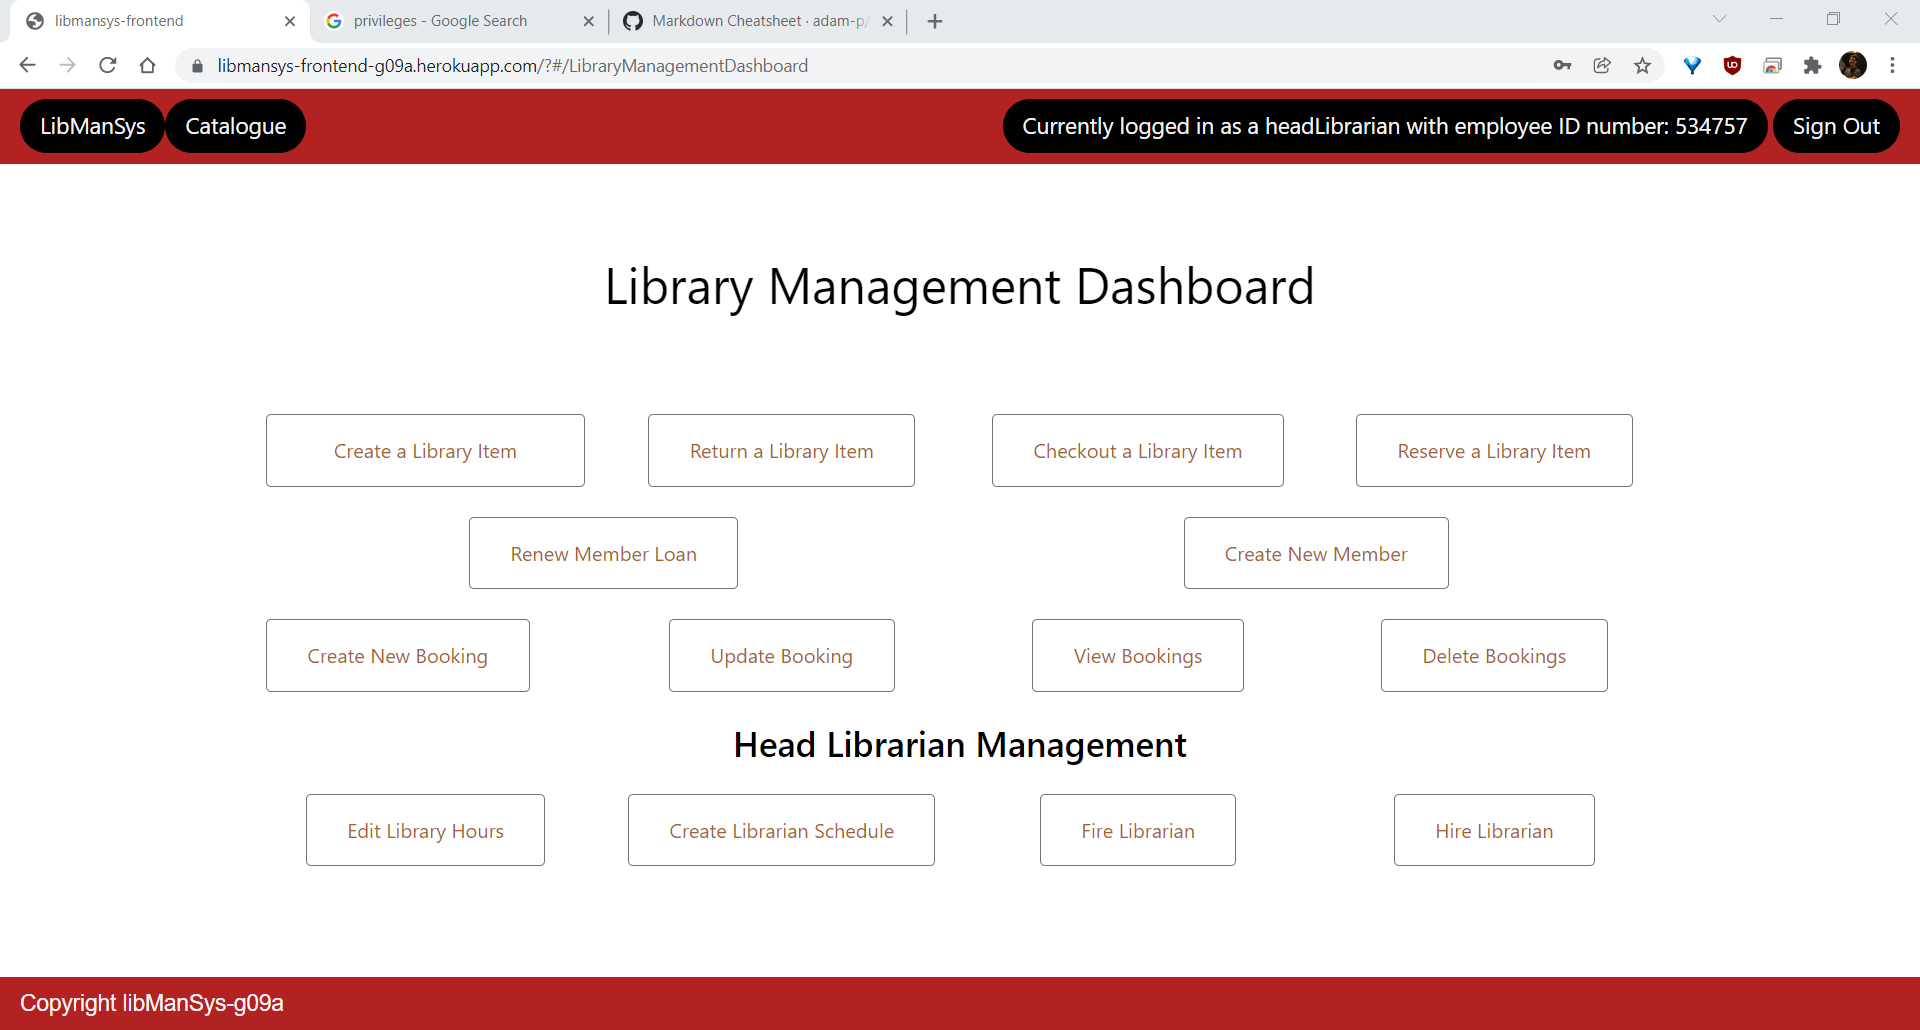 libmansys-frontend
privileges - Google Search
Markdown Cheatsheet · adam-p/
libmansys-frontend-g09a.herokuapp.com/?#/LibraryManagementDashboard
LibManSys Catalogue Currently logged in as a headLibrarian with employee ID number: 534757 Sign Out
Library Management Dashboard
Create a Library Item Return a Library Item Checkout a Library Item Reserve a Library Item
Renew Member Loan Create New Member
Create New Booking Update Booking View Bookings Delete Bookings
Head Librarian Management
Edit Library Hours Create Librarian Schedule Fire Librarian Hire Librarian
Copyright libManSys-g09a